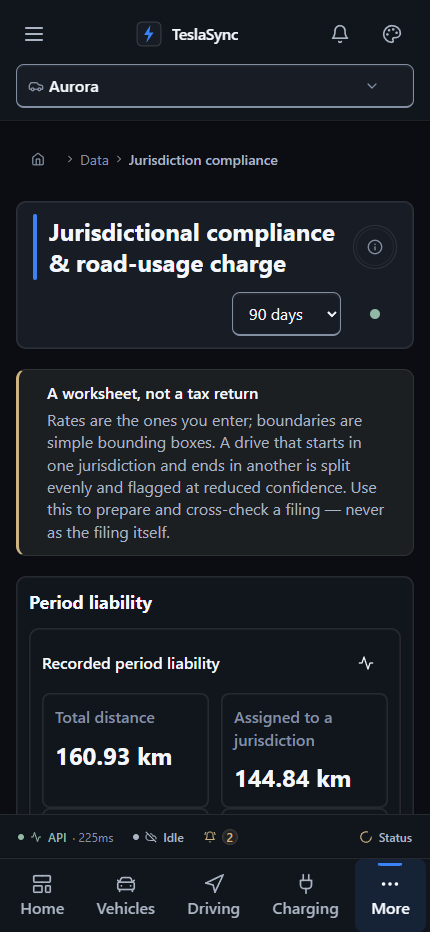 TeslaSync
Aurora
Data
Jurisdiction compliance
Jurisdictional compliance
& road-usage charge
90 days
A worksheet, not a tax return
Rates are the ones you enter; boundaries are
simple bounding boxes. A drive that starts in
one jurisdiction and ends in another is split
evenly and flagged at reduced confidence. Use
this to prepare and cross-check a filing — never
as the filing itself.
Period liability
Recorded period liability
Total distance
160.93 km
Assigned to a
jurisdiction
144.84 km
API · 225ms
Idle
2
Status
Home
Vehicles
Driving
Charging
More